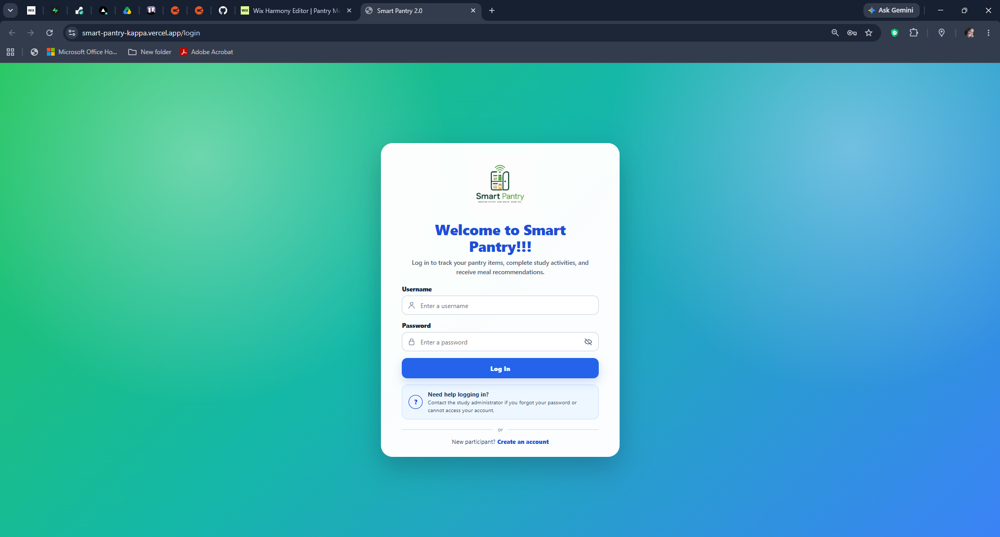 WIX
WIX
Wix Harmony Editor | Pantry Me
Smart Pantry 2.0
Ask Gemini
smart-pantry-kappa.vercel.app/login
Microsoft Office Ho...
New folder
Adobe Acrobat
Smart Pantry
Welcome to Smart
Pantry!!!
Log in to track your pantry items, complete study activities, and
receive meal recommendations.
Username
Enter a username
Password
Enter a password
Log In
?
Need help logging in?
Contact the study administrator if you forgot your password or
cannot access your account.
or
New participant? Create an account